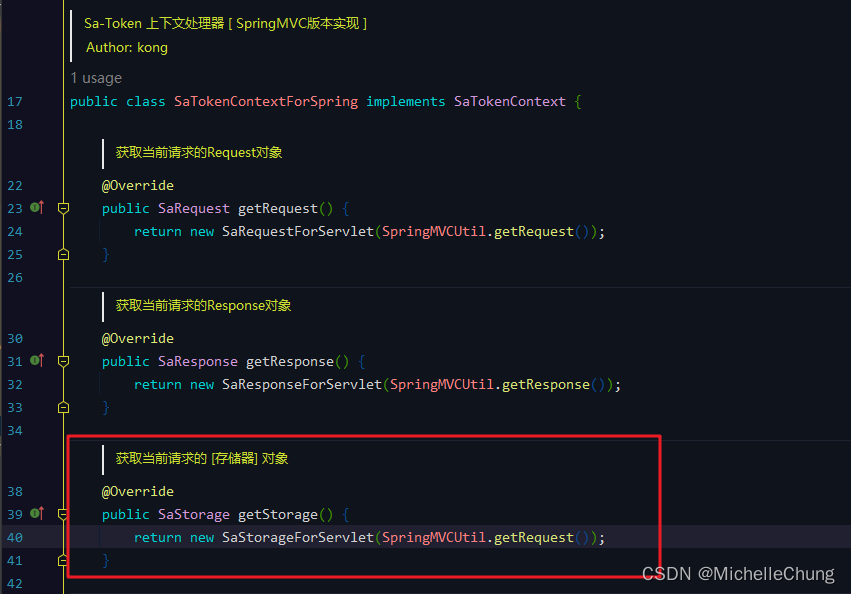 Sa-Token 上下文处理器 [ SpringMVC版本实现 ]
Author: kong
1 usage
17 public class SaTokenContextForSpring implements SaTokenContext {
18
获取当前请求的Request对象
22 @Override
23 public SaRequest getRequest() {
24 return new SaRequestForServlet(SpringMVCUtil.getRequest());
25 }
26
获取当前请求的Response对象
30 @Override
31 public SaResponse getResponse() {
32 return new SaResponseForServlet(SpringMVCUtil.getResponse());
33 }
34
获取当前请求的 [存储器] 对象
38 @Override
39 public SaStorage getStorage() {
40 return new SaStorageForServlet(SpringMVCUtil.getRequest());
41 }
42
CSDN @MichelleChung